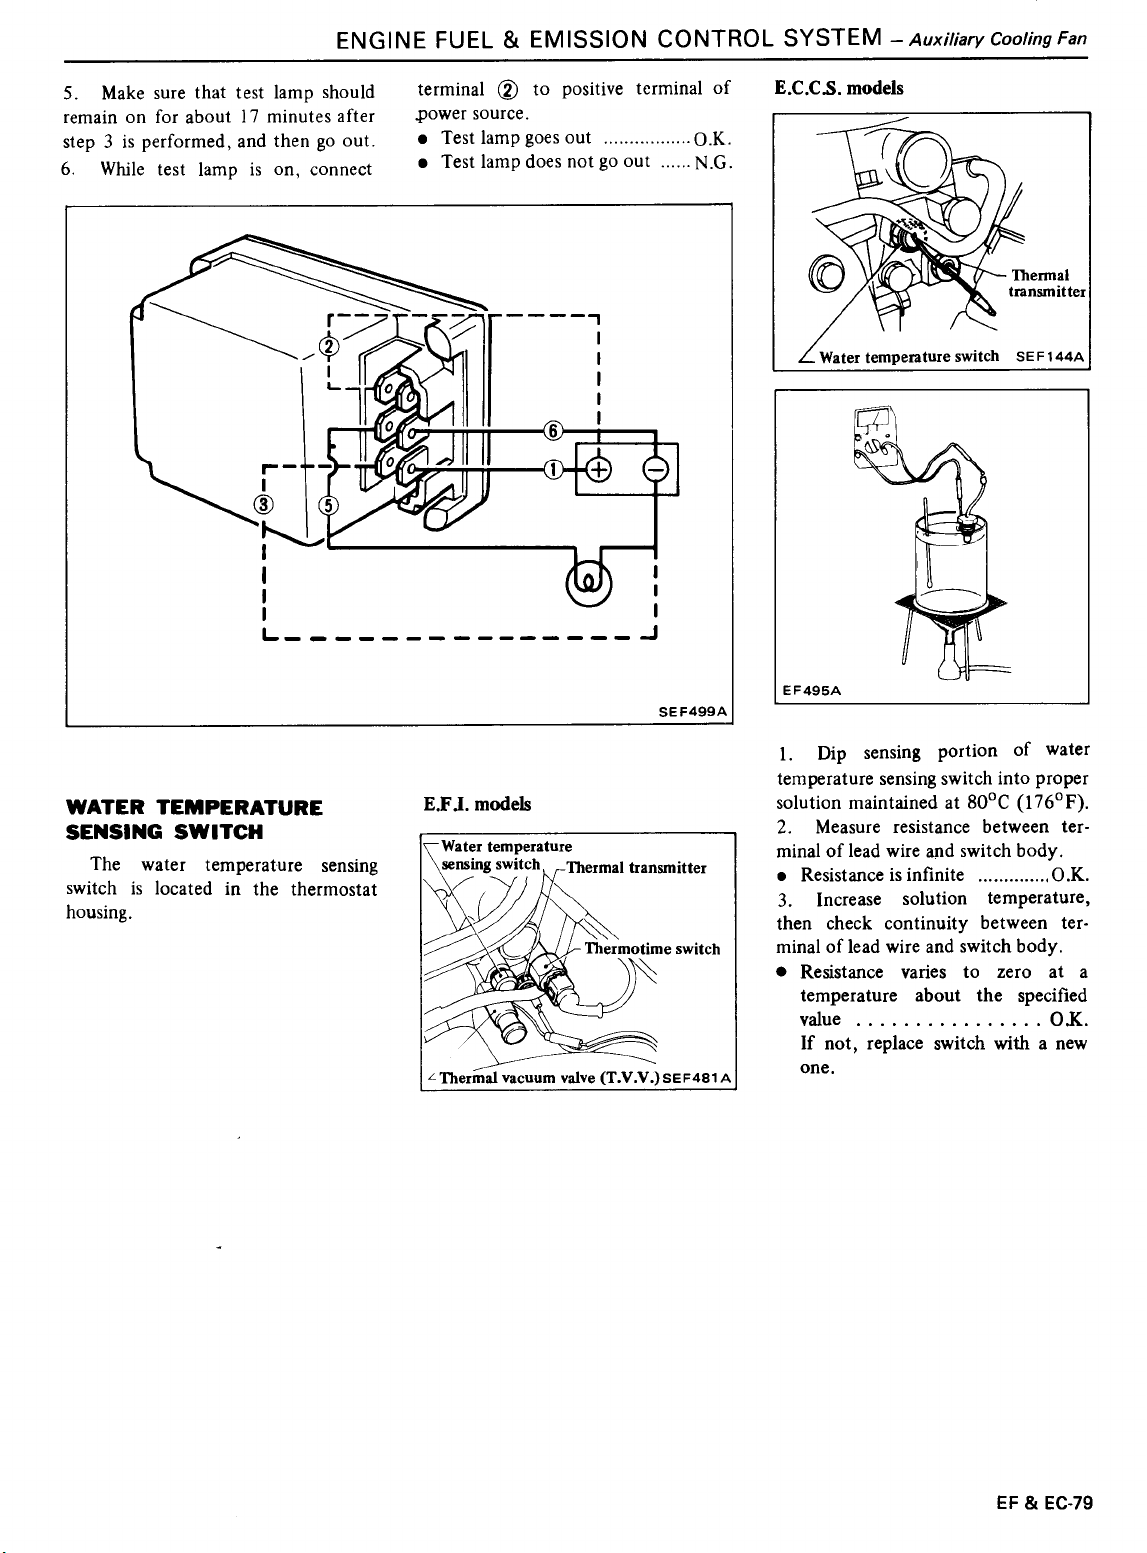 ENGINE FUEL & EMISSION CONTROL SYSTEM – Auxiliary Cooling Fan
5. Make sure that test lamp should
remain on for about 17 minutes after
step 3 is performed, and then go out.
6. While test lamp is on, connect
terminal ② to positive terminal of
power source.
● Test lamp goes out ................. O.K.
● Test lamp does not go out ...... N.G.
②
⑥
①
+
−
③
⑤
SEF499A
WATER TEMPERATURE
SENSING SWITCH
The water temperature sensing
switch is located in the thermostat
housing.
E.F.I. models
Water temperature
sensing switch
Thermal transmitter
Thermotime switch
Thermal vacuum valve (T.V.V.) SEF481A
E.C.C.S. models
Thermal
transmitter
Water temperature switch SEF144A
EF495A
1. Dip sensing portion of water
temperature sensing switch into proper
solution maintained at 80°C (176°F).
2. Measure resistance between ter-
minal of lead wire and switch body.
● Resistance is infinite .............. O.K.
3. Increase solution temperature,
then check continuity between ter-
minal of lead wire and switch body.
● Resistance varies to zero at a
temperature about the specified
value ................ O.K.
If not, replace switch with a new
one.
EF & EC-79